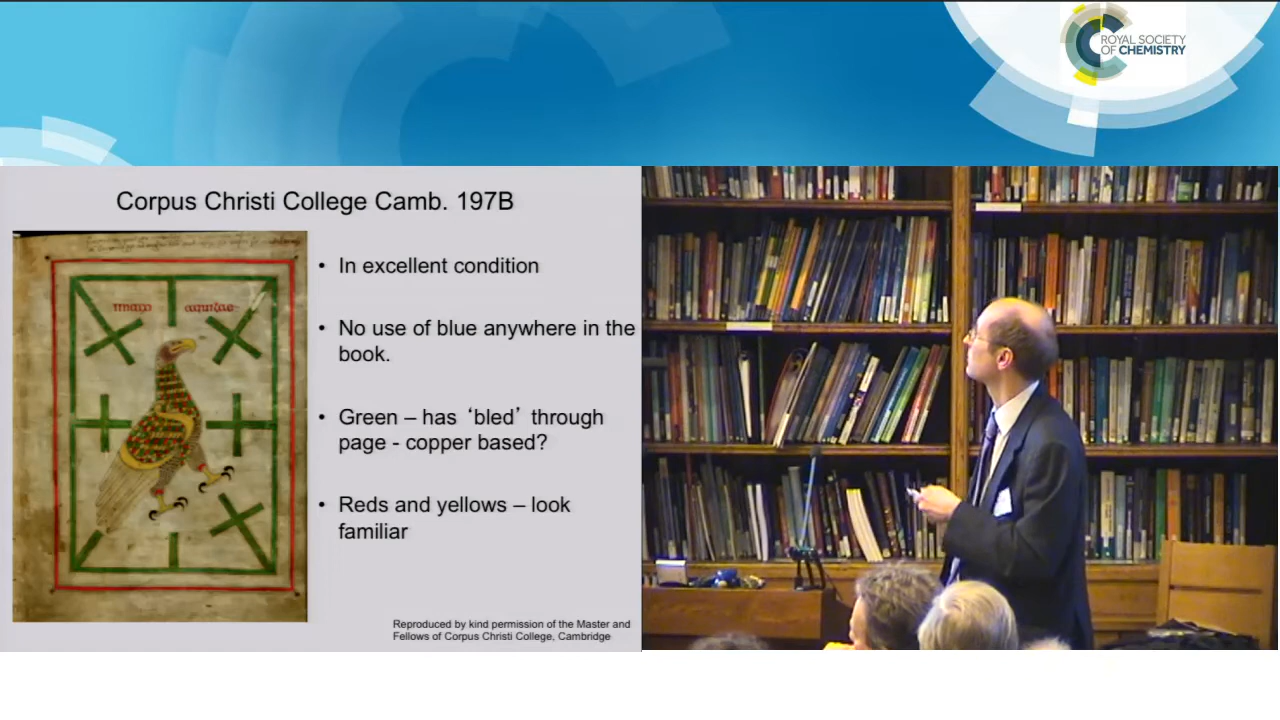 ROYAL SOCIETY
OF CHEMISTRY
Corpus Christi College Camb. 197B
• In excellent condition
• No use of blue anywhere in the
book.
• Green – has ‘bled’ through
page - copper based?
• Reds and yellows – look
familiar
Reproduced by kind permission of the Master and
Fellows of Corpus Christi College, Cambridge